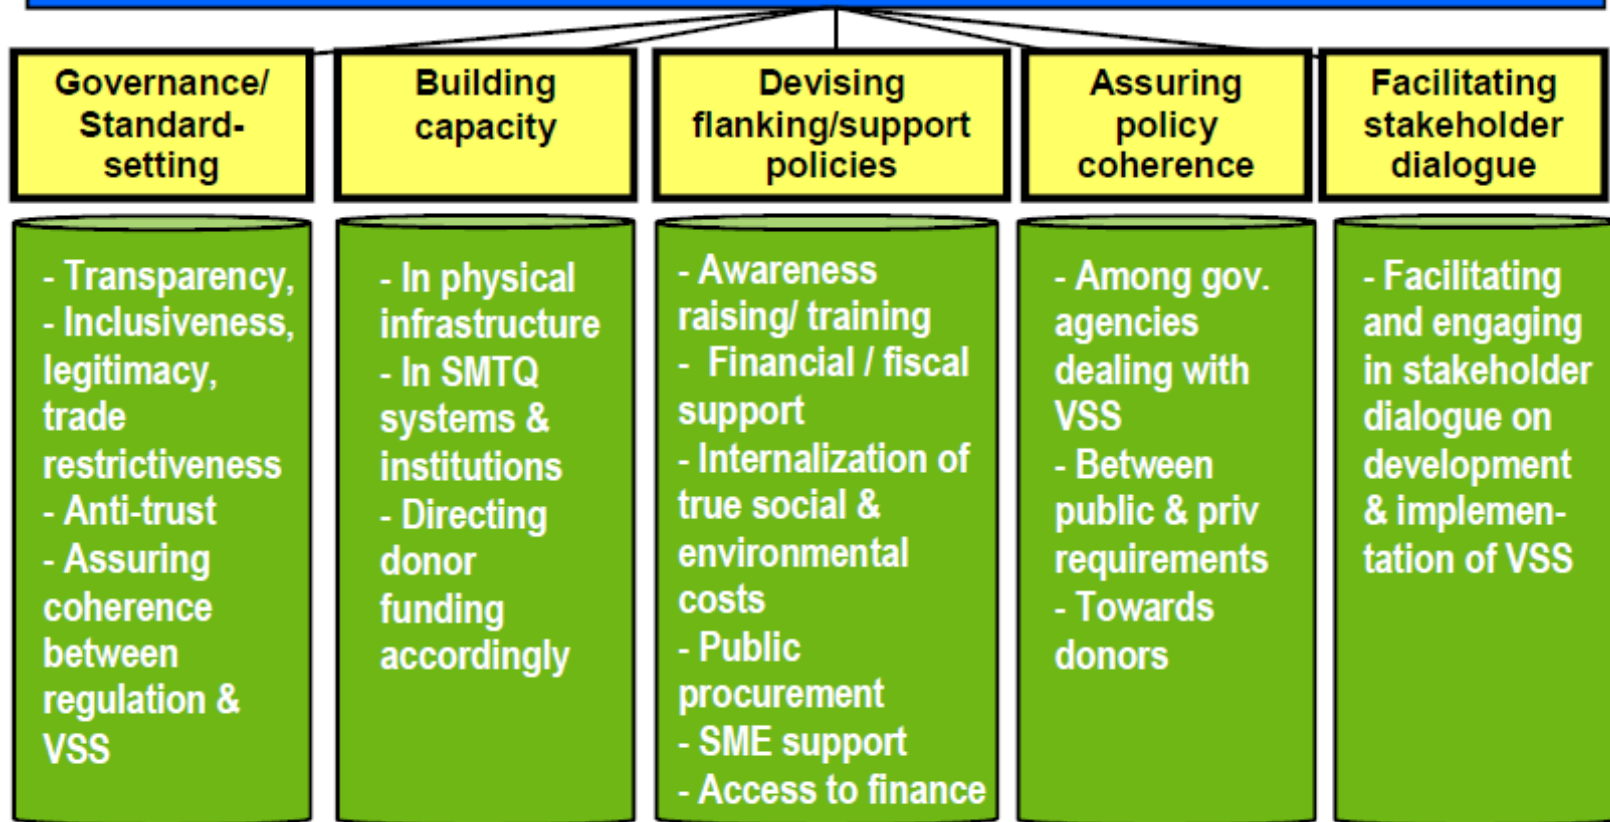 Governance/
Standard-
setting
Building
capacity
Devising
flanking/support
policies
Assuring
policy
coherence
Facilitating
stakeholder
dialogue
- Transparency,
- Inclusiveness,
legitimacy,
trade
restrictiveness
- Anti-trust
- Assuring
coherence
between
regulation &
VSS
- In physical
infrastructure
- In SMTQ
systems &
institutions
- Directing
donor
funding
accordingly
- Awareness
raising/ training
- Financial / fiscal
support
- Internalization of
true social &
environmental
costs
- Public
procurement
- SME support
- Access to finance
- Among gov.
agencies
dealing with
VSS
- Between
public & priv
requirements
- Towards
donors
- Facilitating
and engaging
in stakeholder
dialogue on
development
& implemen-
tation of VSS